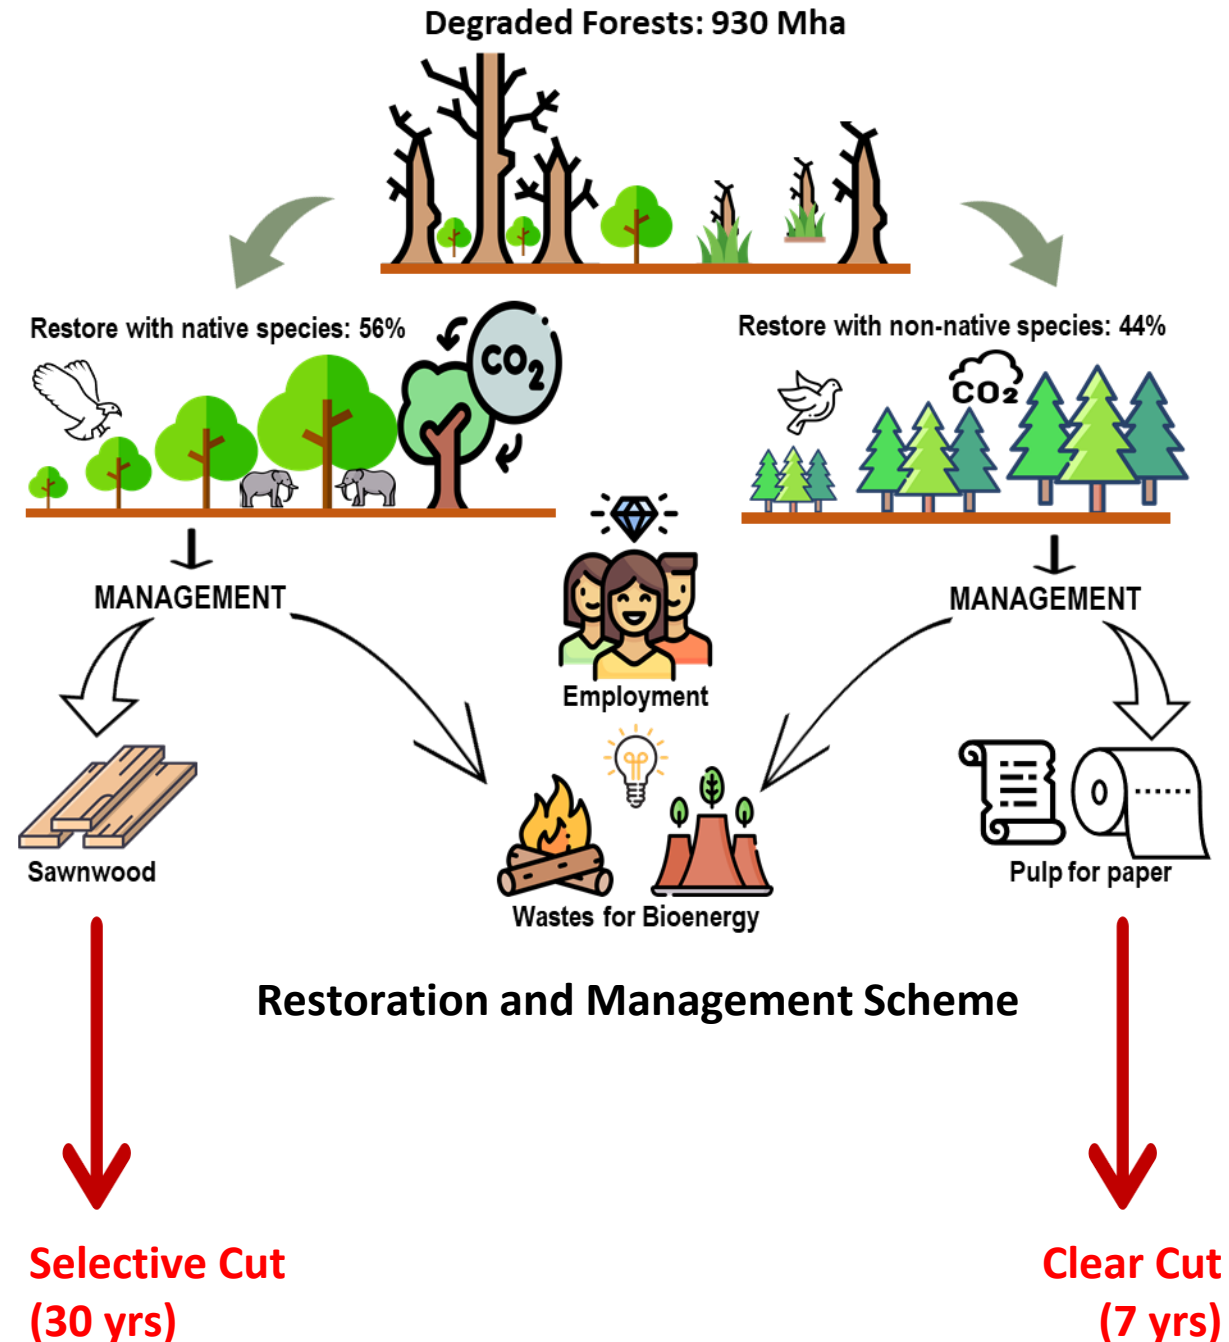 Degraded Forests: 930 Mha
Restore with native species: 56%
CO2
Restore with non-native species: 44%
CO2
MANAGEMENT
MANAGEMENT
Employment
Sawnwood
Wastes for Bioenergy
Pulp for paper
Restoration and Management Scheme
Selective Cut
(30 yrs)
Clear Cut
(7 yrs)